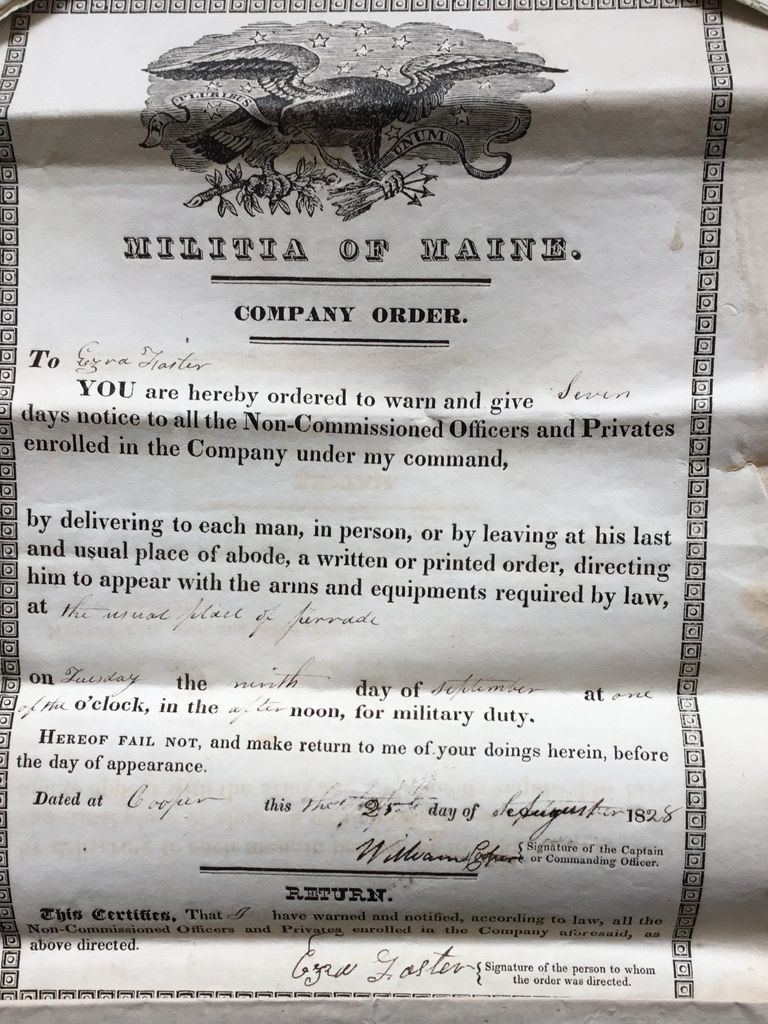 E PLURIBUS
UNUM
MILITIA OF MAINE.
COMPANY ORDER.
To Ezra Foster
YOU are hereby ordered to warn and give Seven
days notice to all the Non-Commissioned Officers and Privates
enrolled in the Company under my command,
by delivering to each man, in person, or by leaving at his last
and usual place of abode, a written or printed order, directing
him to appear with the arms and equipments required by law,
at the usual place of perrade
on Tuesday the ninth day of September at one
of the o'clock, in the after noon, for military duty.
HEREOF FAIL NOT, and make return to me of your doings herein, before
the day of appearance.
Dated at Cooper this 25 day of August 1828
William Signature of the Captain
or Commanding Officer.
RETURN.
This Certifies, That I have warned and notified, according to law, all the
Non-Commissioned Officers and Privates enrolled in the Company aforesaid, as
above directed.
Ezra Foster Signature of the person to whom
the order was directed.